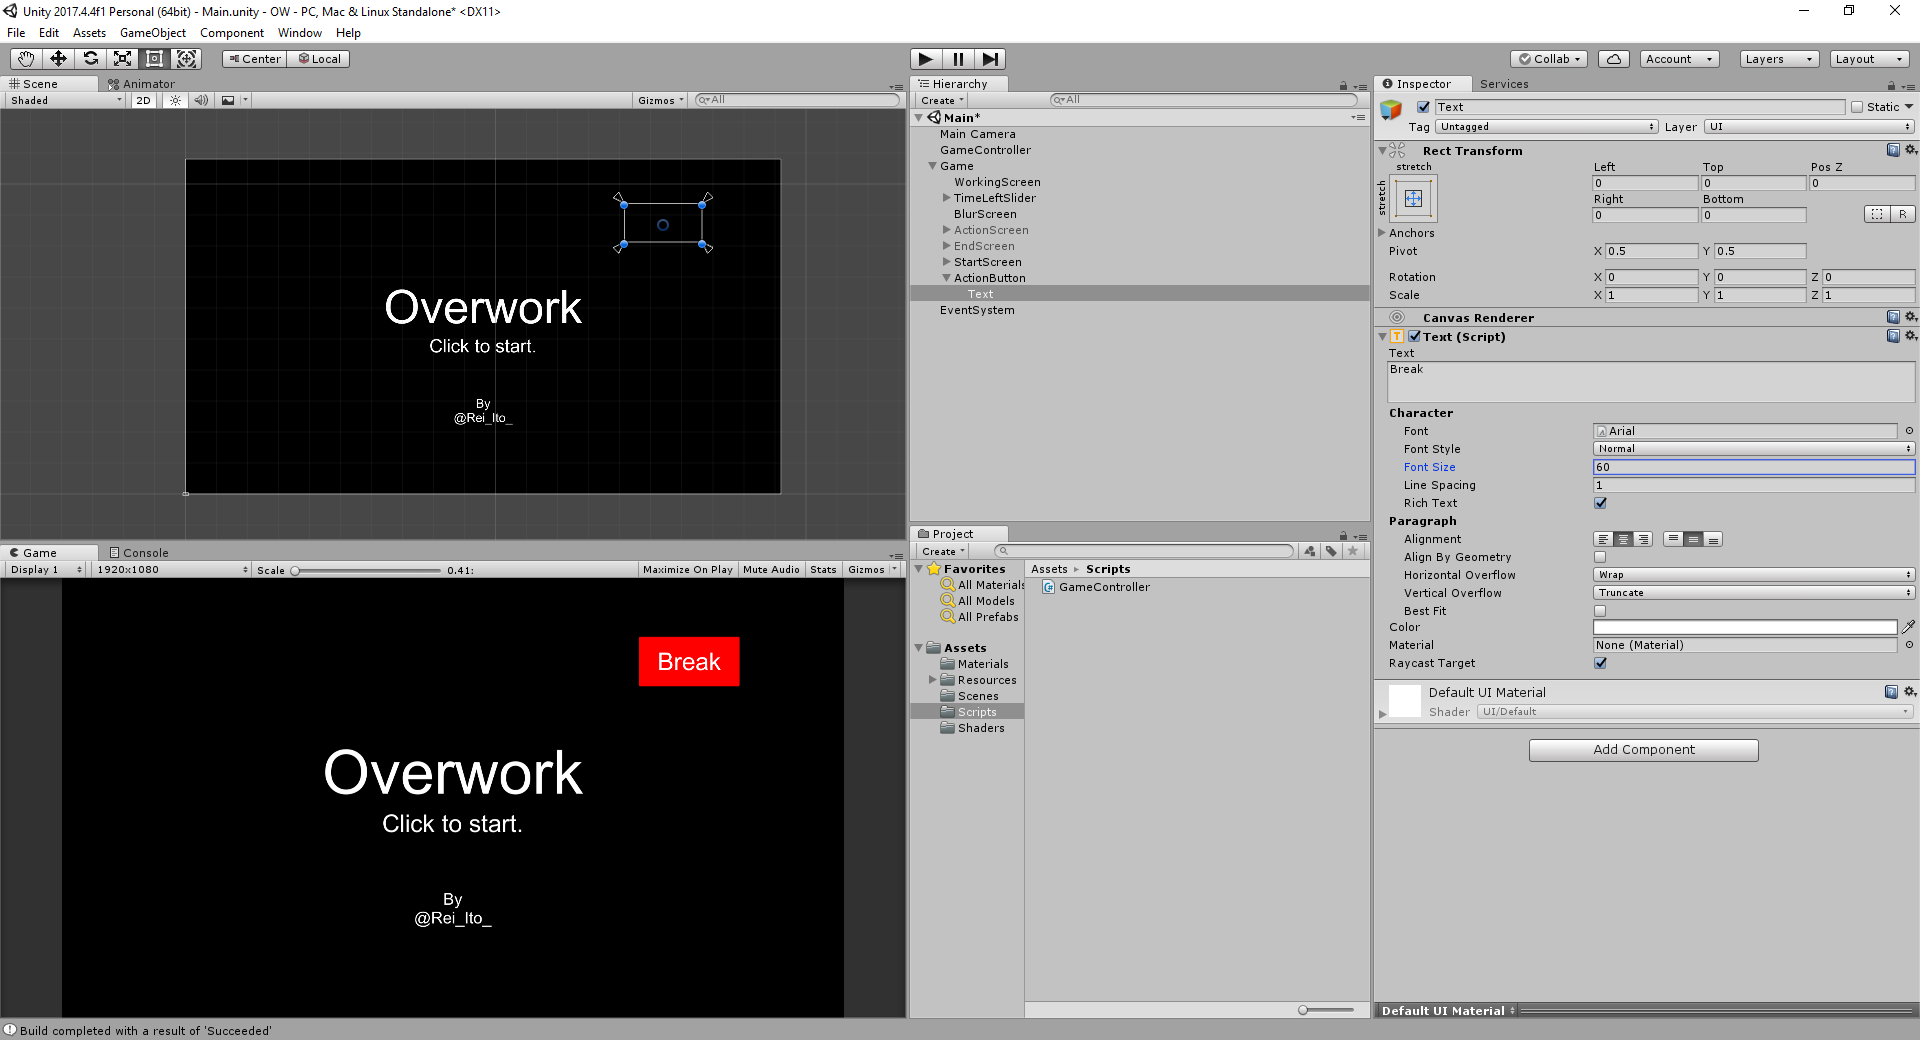 Unity 2017.4.4f1 Personal (64bit) - Main.unity - OW - PC, Mac & Linux Standalone* <DX11>
File Edit Assets GameObject Component Window Help
Center Local
Collab Account Layers Layout
Scene Animator
Shaded 2D Gizmos All
Overwork
Click to start.
By
@Rei_Ito_
Game Console
Display 1 1920x1080 Scale 0.41: Maximize On Play Mute Audio Stats Gizmos
Break
Overwork
Click to start.
By
@Rei_Ito_
Hierarchy
Create All
Main*
Main Camera
GameController
Game
WorkingScreen
TimeLeftSlider
BlurScreen
ActionScreen
EndScreen
StartScreen
ActionButton
Text
EventSystem
Project
Create
Favorites
All Materials
All Models
All Prefabs
Assets
Materials
Resources
Scenes
Scripts
Shaders
Assets Scripts
GameController
Inspector Services
Text Static
Tag Untagged Layer UI
Rect Transform
stretch Left Top Pos Z
stretch
0 0 0
Right Bottom
0 0 R
Anchors
Pivot X 0.5 Y 0.5
Rotation X 0 Y 0 Z 0
Scale X 1 Y 1 Z 1
Canvas Renderer
T Text (Script)
Text
Break
Character
Font Arial
Font Style Normal
Font Size 60
Line Spacing 1
Rich Text
Paragraph
Alignment
Align By Geometry
Horizontal Overflow Wrap
Vertical Overflow Truncate
Best Fit
Color
Material None (Material)
Raycast Target
Default UI Material
Shader UI/Default
Add Component
Default UI Material
Build completed with a result of 'Succeeded'